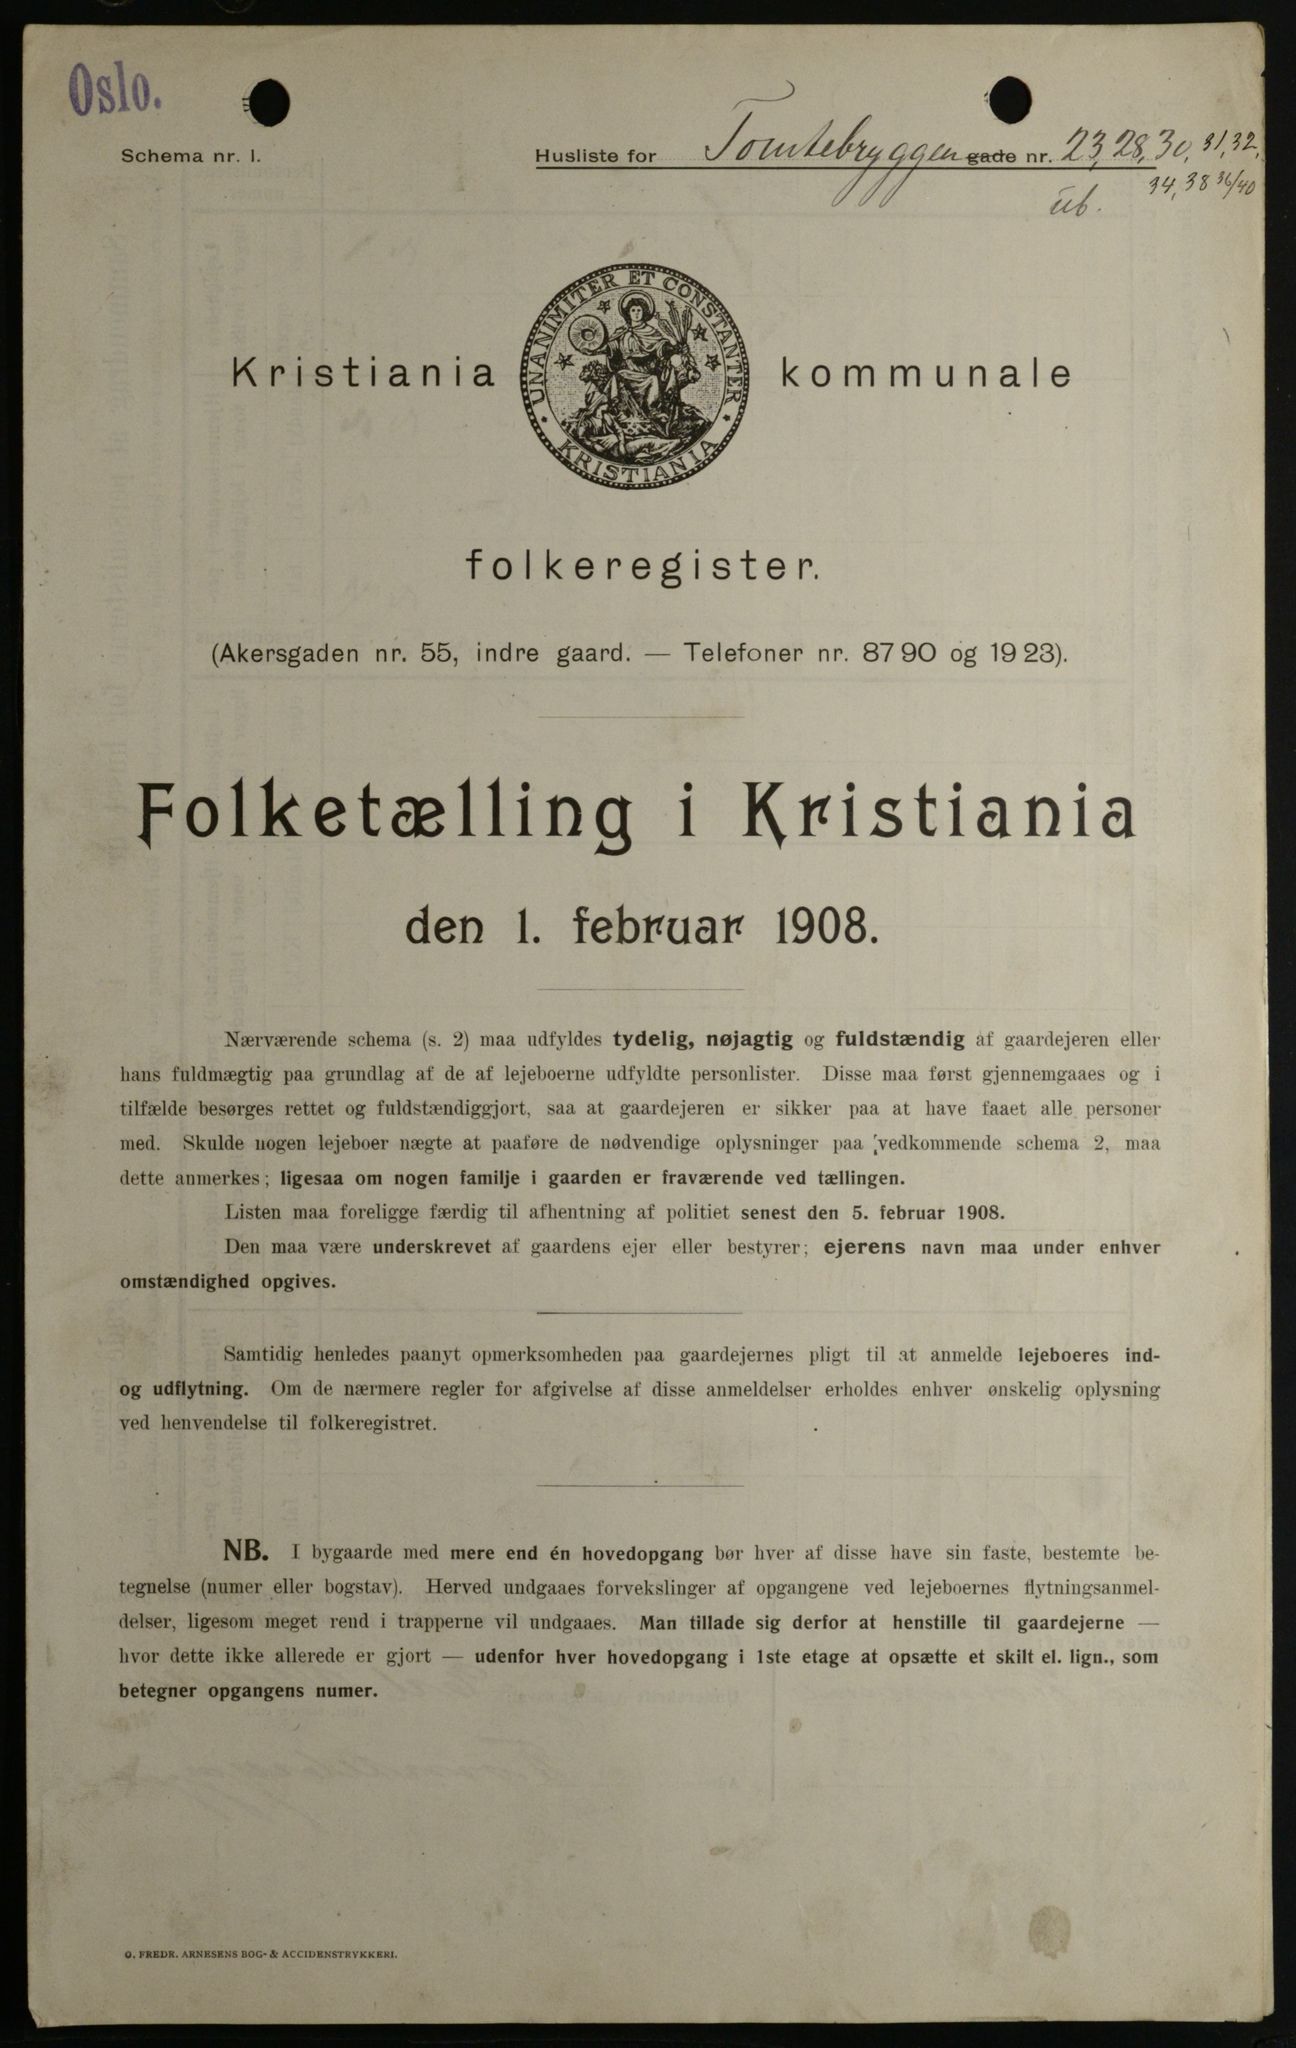 Oslo.
Schema nr. 1.
Husliste for Tomtebryggen gade nr. 23, 28, 30, 31, 32,
34, 38 36/40
ub.
UNANIMITER ET CONSTANTER
KRISTIANIA
Kristiania kommunale
folkeregister.
(Akersgaden nr. 55, indre gaard. — Telefoner nr. 87 90 og 19 23).
Folketælling i Kristiania
den 1. februar 1908.
Nærværende schema (s. 2) maa udfyldes tydelig, nøjagtig og fuldstændig af gaardejeren eller
hans fuldmægtig paa grundlag af de af lejeboerne udfyldte personlister. Disse maa først gjennemgaaes og i
tilfælde besørges rettet og fuldstændiggjort, saa at gaardejeren er sikker paa at have faaet alle personer
med. Skulde nogen lejeboer nægte at paaføre de nødvendige oplysninger paa vedkommende schema 2, maa
dette anmerkes; ligesaa om nogen familje i gaarden er fraværende ved tællingen.
Listen maa foreligge færdig til afhentning af politiet senest den 5. februar 1908.
Den maa være underskrevet af gaardens ejer eller bestyrer; ejerens navn maa under enhver
omstændighed opgives.
Samtidig henledes paanyt opmerksomheden paa gaardejernes pligt til at anmelde lejeboeres ind-
og udflytning. Om de nærmere regler for afgivelse af disse anmeldelser erholdes enhver ønskelig oplysning
ved henvendelse til folkeregistret.
NB. I bygaarde med mere end én hovedopgang bør hver af disse have sin faste, bestemte be-
tegnelse (numer eller bogstav). Herved undgaaes forvekslinger af opgangene ved lejeboernes flytningsanmel-
delser, ligesom meget rend i trapperne vil undgaaes. Man tillade sig derfor at henstille til gaardejerne —
hvor dette ikke allerede er gjort — udenfor hver hovedopgang i 1ste etage at opsætte et skilt el. lign., som
betegner opgangens numer.
O. FREDR. ARNESENS BOG- & ACCIDENSTRYKKERI.